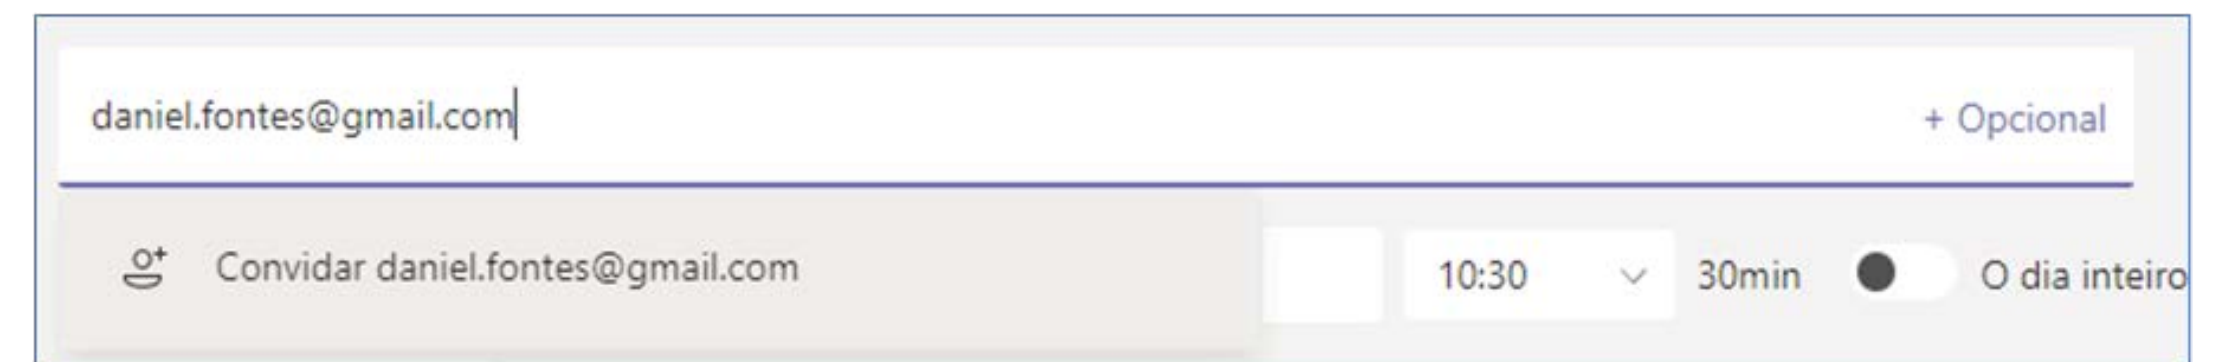 daniel.fontes@gmail.com + Opcional
Convidar daniel.fontes@gmail.com 10:30 30min O dia inteiro